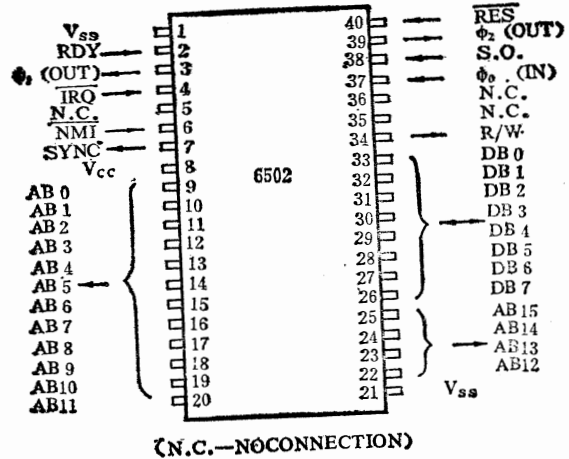 Vss
RDY
Φ₁ (OUT)
IRQ
N.C.
NMI
SYNC
Vcc
AB 0
AB 1
AB 2
AB 3
AB 4
AB 5
AB 6
AB 7
AB 8
AB 9
AB10
AB11
1
2
3
4
5
6
7
8
9
10
11
12
13
14
15
16
17
18
19
20
6502
40
39
38
37
36
35
34
33
32
31
30
29
28
27
26
25
24
23
22
21
RES
Φ₂ (OUT)
S.O.
Φ₀ (IN)
N.C.
N.C.
R/W
DB 0
DB 1
DB 2
DB 3
DB 4
DB 5
DB 6
DB 7
AB15
AB14
AB13
AB12
Vss
(N.C.—NOCONNECTION)